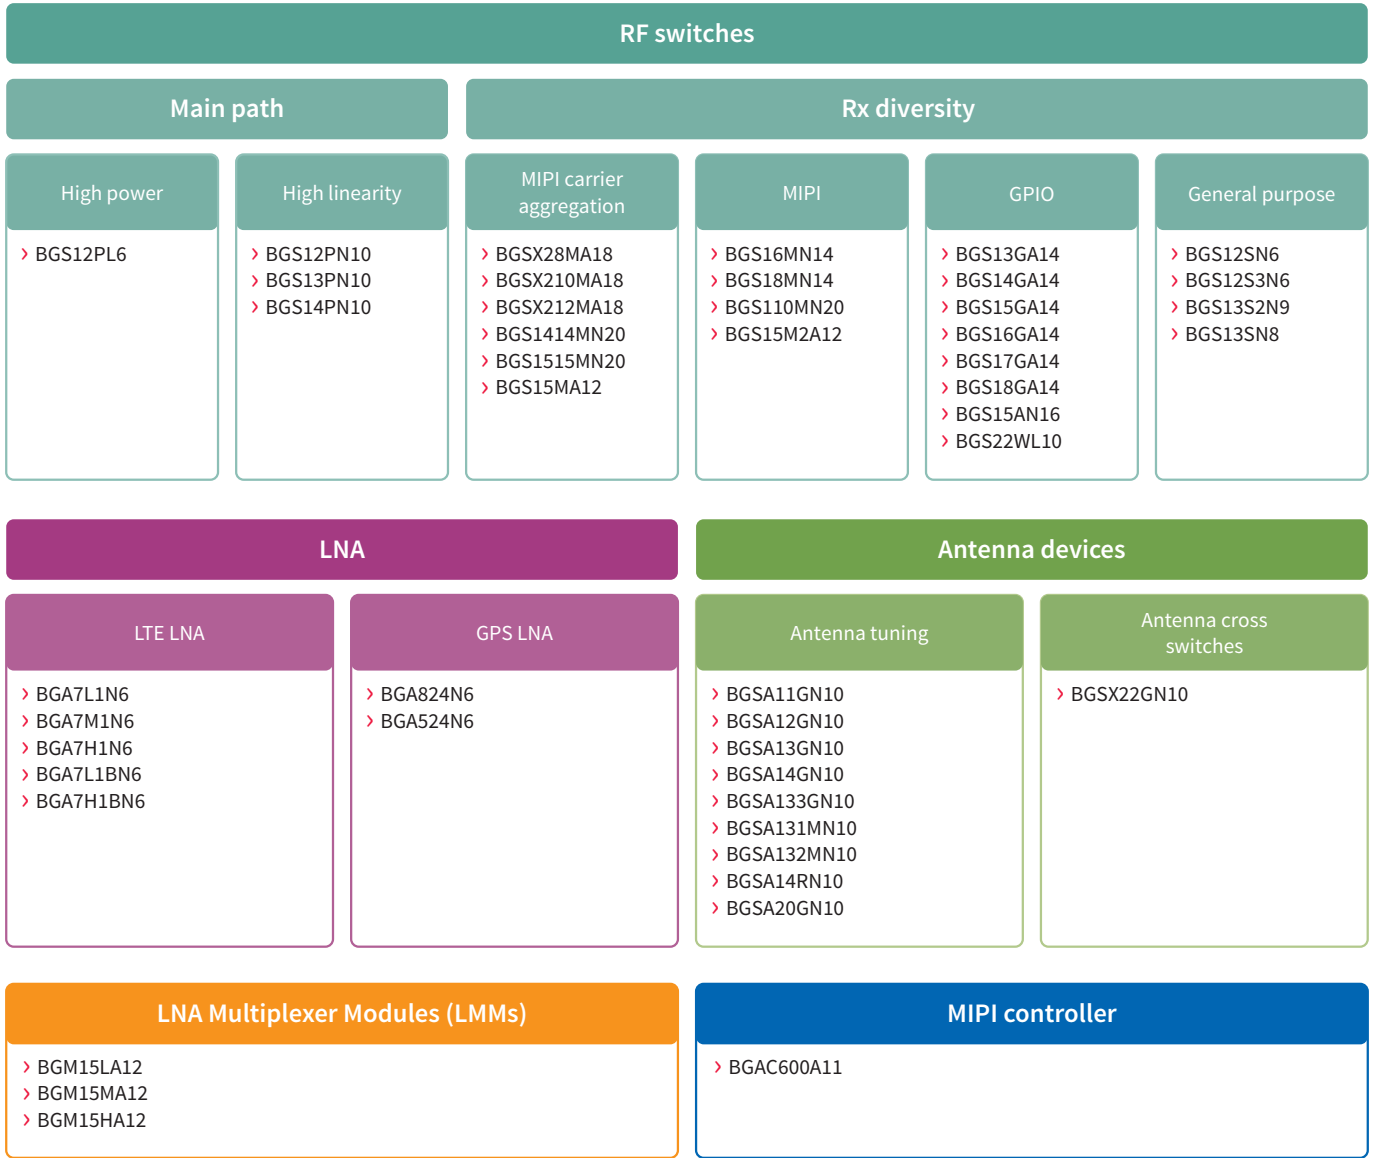 RF switches
Main path
Rx diversity
High power
BGS12PL6
High linearity
BGS12PN10
BGS13PN10
BGS14PN10
MIPI carrier
aggregation
BGSX28MA18
BGSX210MA18
BGSX212MA18
BGS1414MN20
BGS1515MN20
BGS15MA12
MIPI
BGS16MN14
BGS18MN14
BGS110MN20
BGS15M2A12
GPIO
BGS13GA14
BGS14GA14
BGS15GA14
BGS16GA14
BGS17GA14
BGS18GA14
BGS15AN16
BGS22WL10
General purpose
BGS12SN6
BGS12S3N6
BGS13S2N9
BGS13SN8
LNA
LTE LNA
BGA7L1N6
BGA7M1N6
BGA7H1N6
BGA7L1BN6
BGA7H1BN6
GPS LNA
BGA824N6
BGA524N6
Antenna devices
Antenna tuning
BGSA11GN10
BGSA12GN10
BGSA13GN10
BGSA14GN10
BGSA133GN10
BGSA131MN10
BGSA132MN10
BGSA14RN10
BGSA20GN10
Antenna cross
switches
BGSX22GN10
LNA Multiplexer Modules (LMMs)
BGM15LA12
BGM15MA12
BGM15HA12
MIPI controller
BGAC600A11